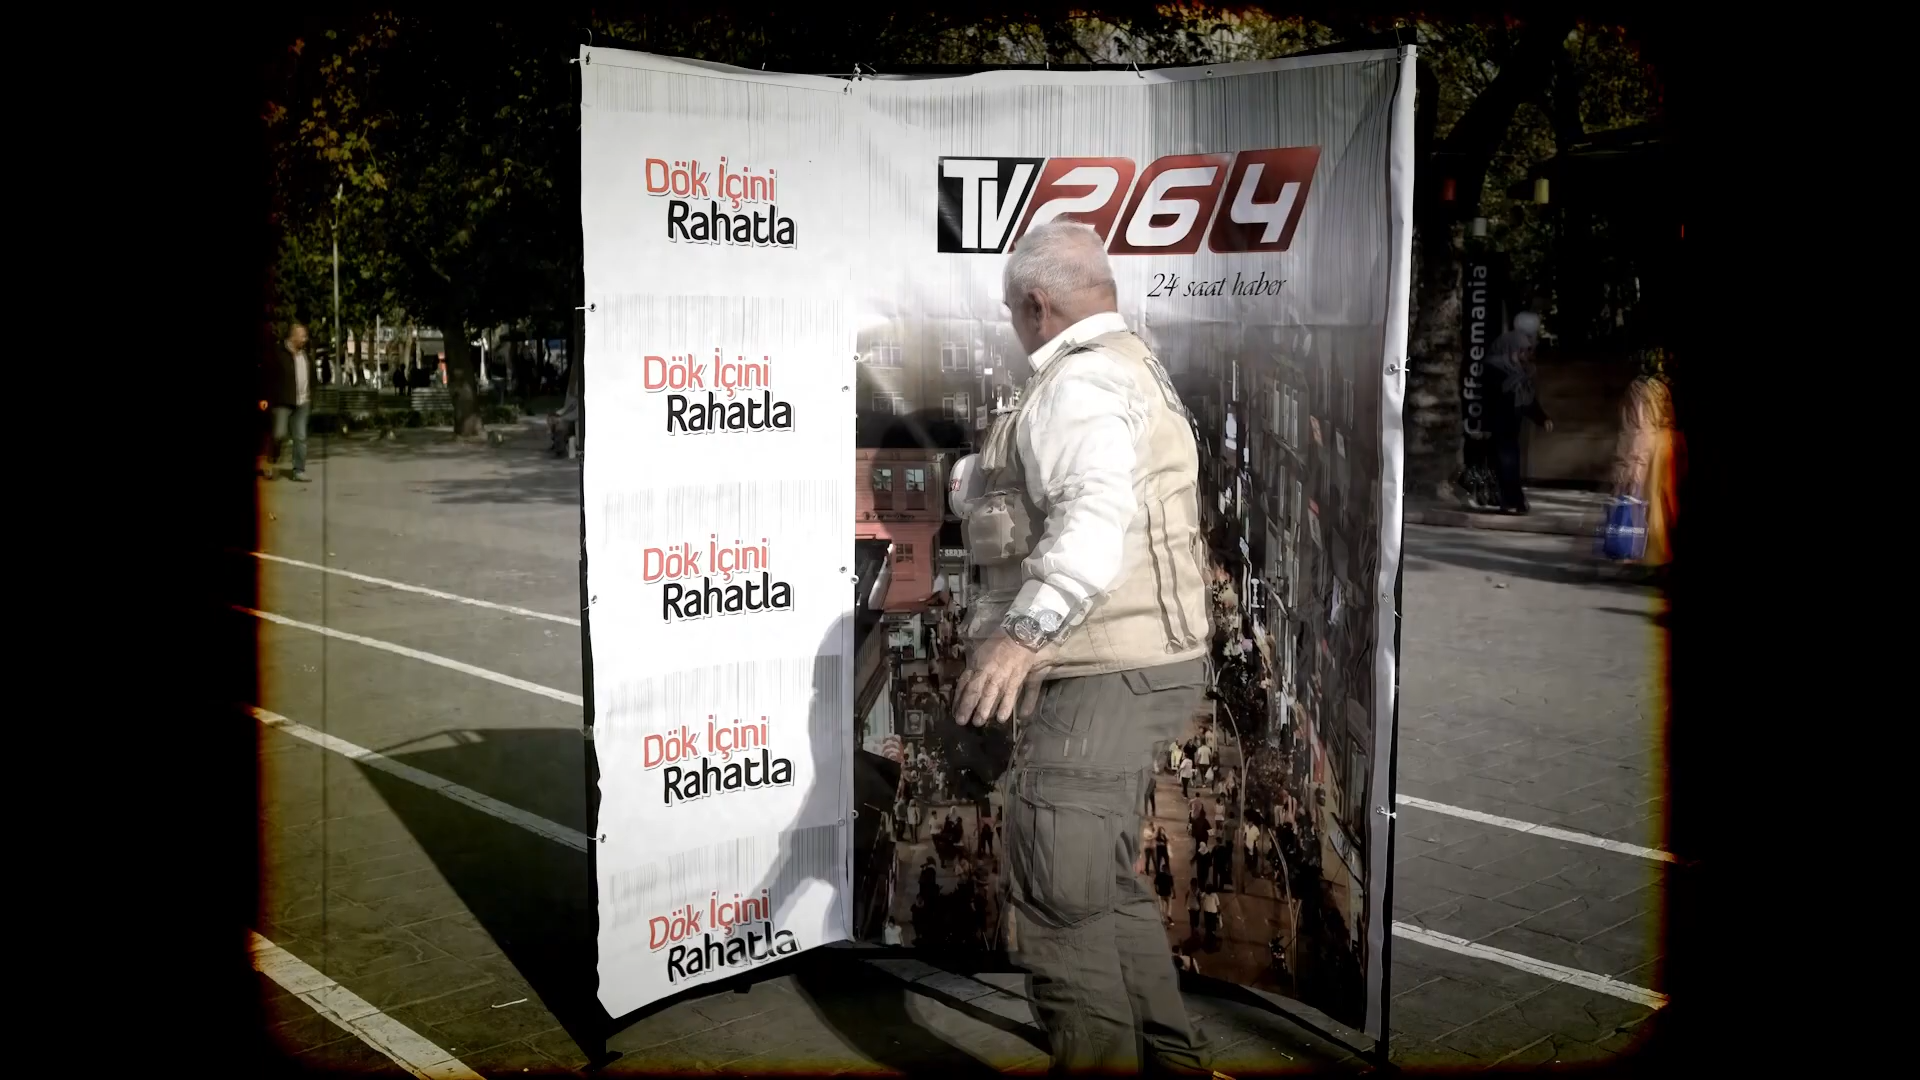 Dök İçini
Rahatla
Dök İçini
Rahatla
Dök İçini
Rahatla
Dök İçini
Rahatla
Dök İçini
Rahatla
TV264
24 saat haber
Coffeemania